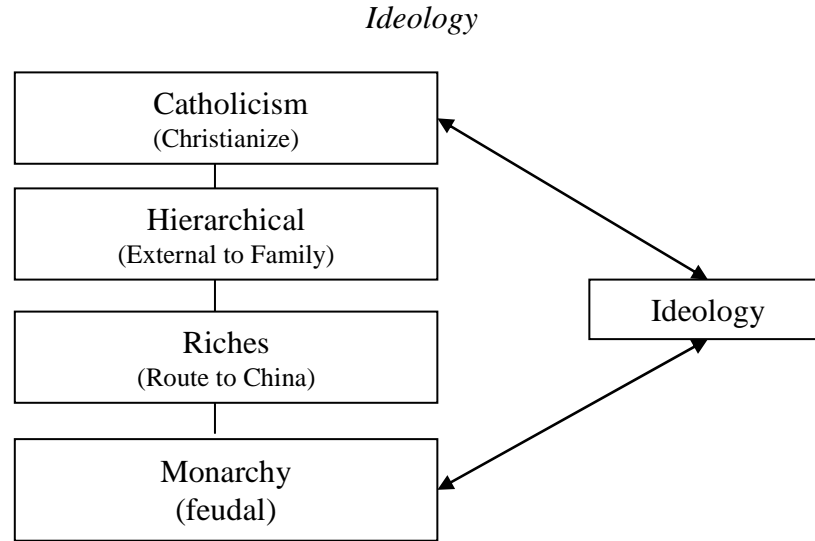 Ideology
Catholicism
(Christianize)
Hierarchical
(External to Family)
Riches
(Route to China)
Monarchy
(feudal)
Ideology